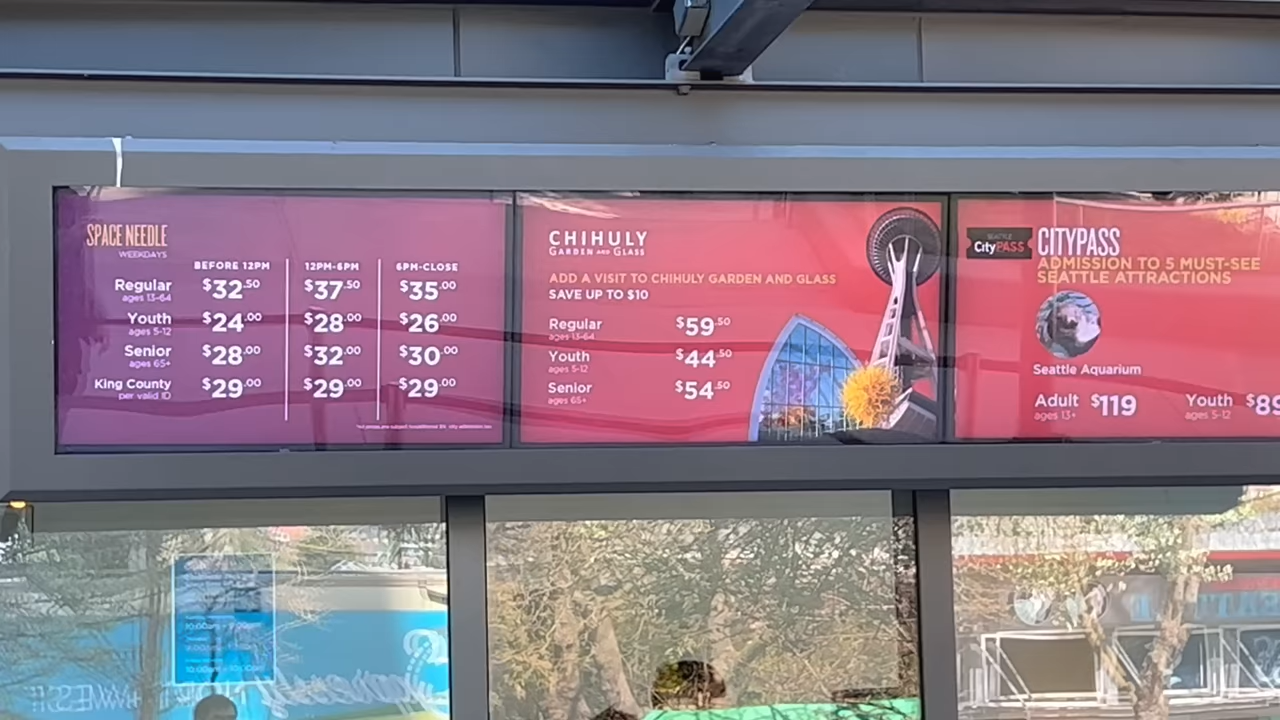 SPACE NEEDLE
WEEKDAYS
BEFORE 12PM 12PM-6PM 6PM-CLOSE
Regular $32.50 $37.50 $35.00
ages 13-64
Youth $24.00 $28.00 $26.00
ages 5-12
Senior $28.00 $32.00 $30.00
ages 65+
King County $29.00 $29.00 $29.00
per valid ID
CHIHULY
GARDEN AND GLASS
ADD A VISIT TO CHIHULY GARDEN AND GLASS
SAVE UP TO $10
Regular $59.50
ages 13-64
Youth $44.50
ages 5-12
Senior $54.50
ages 65+
SEATTLE
CityPASS
CITYPASS
ADMISSION TO 5 MUST-SEE
SEATTLE ATTRACTIONS
Seattle Aquarium
Adult $119 Youth $89
ages 13+ ages 5-12